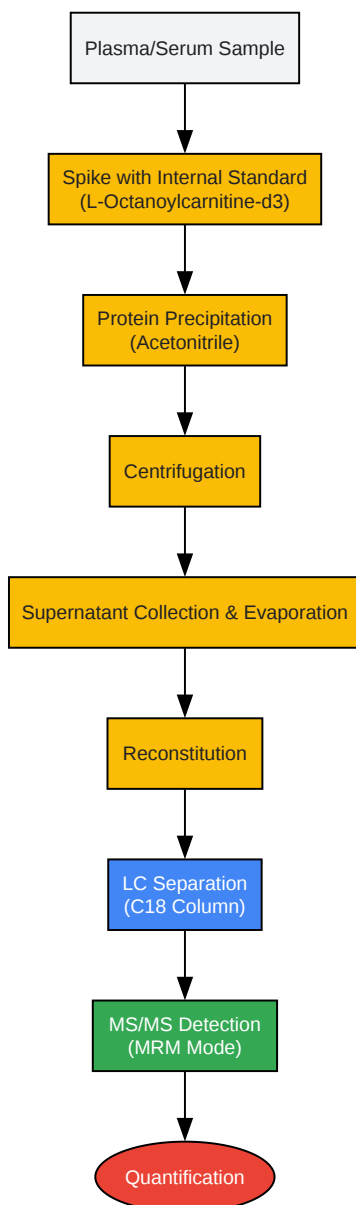 Plasma/Serum Sample
Spike with Internal Standard
(L-Octanoylcarnitine-d3)
Protein Precipitation
(Acetonitrile)
Centrifugation
Supernatant Collection & Evaporation
Reconstitution
LC Separation
(C18 Column)
MS/MS Detection
(MRM Mode)
Quantification